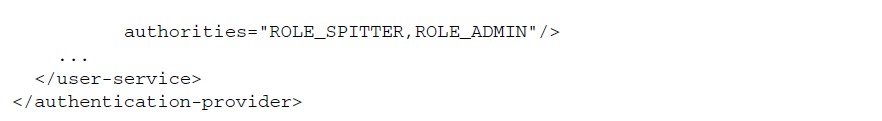 authorities="ROLE_SPITTER,ROLE_ADMIN"/>
...
</user-service>
</authentication-provider>